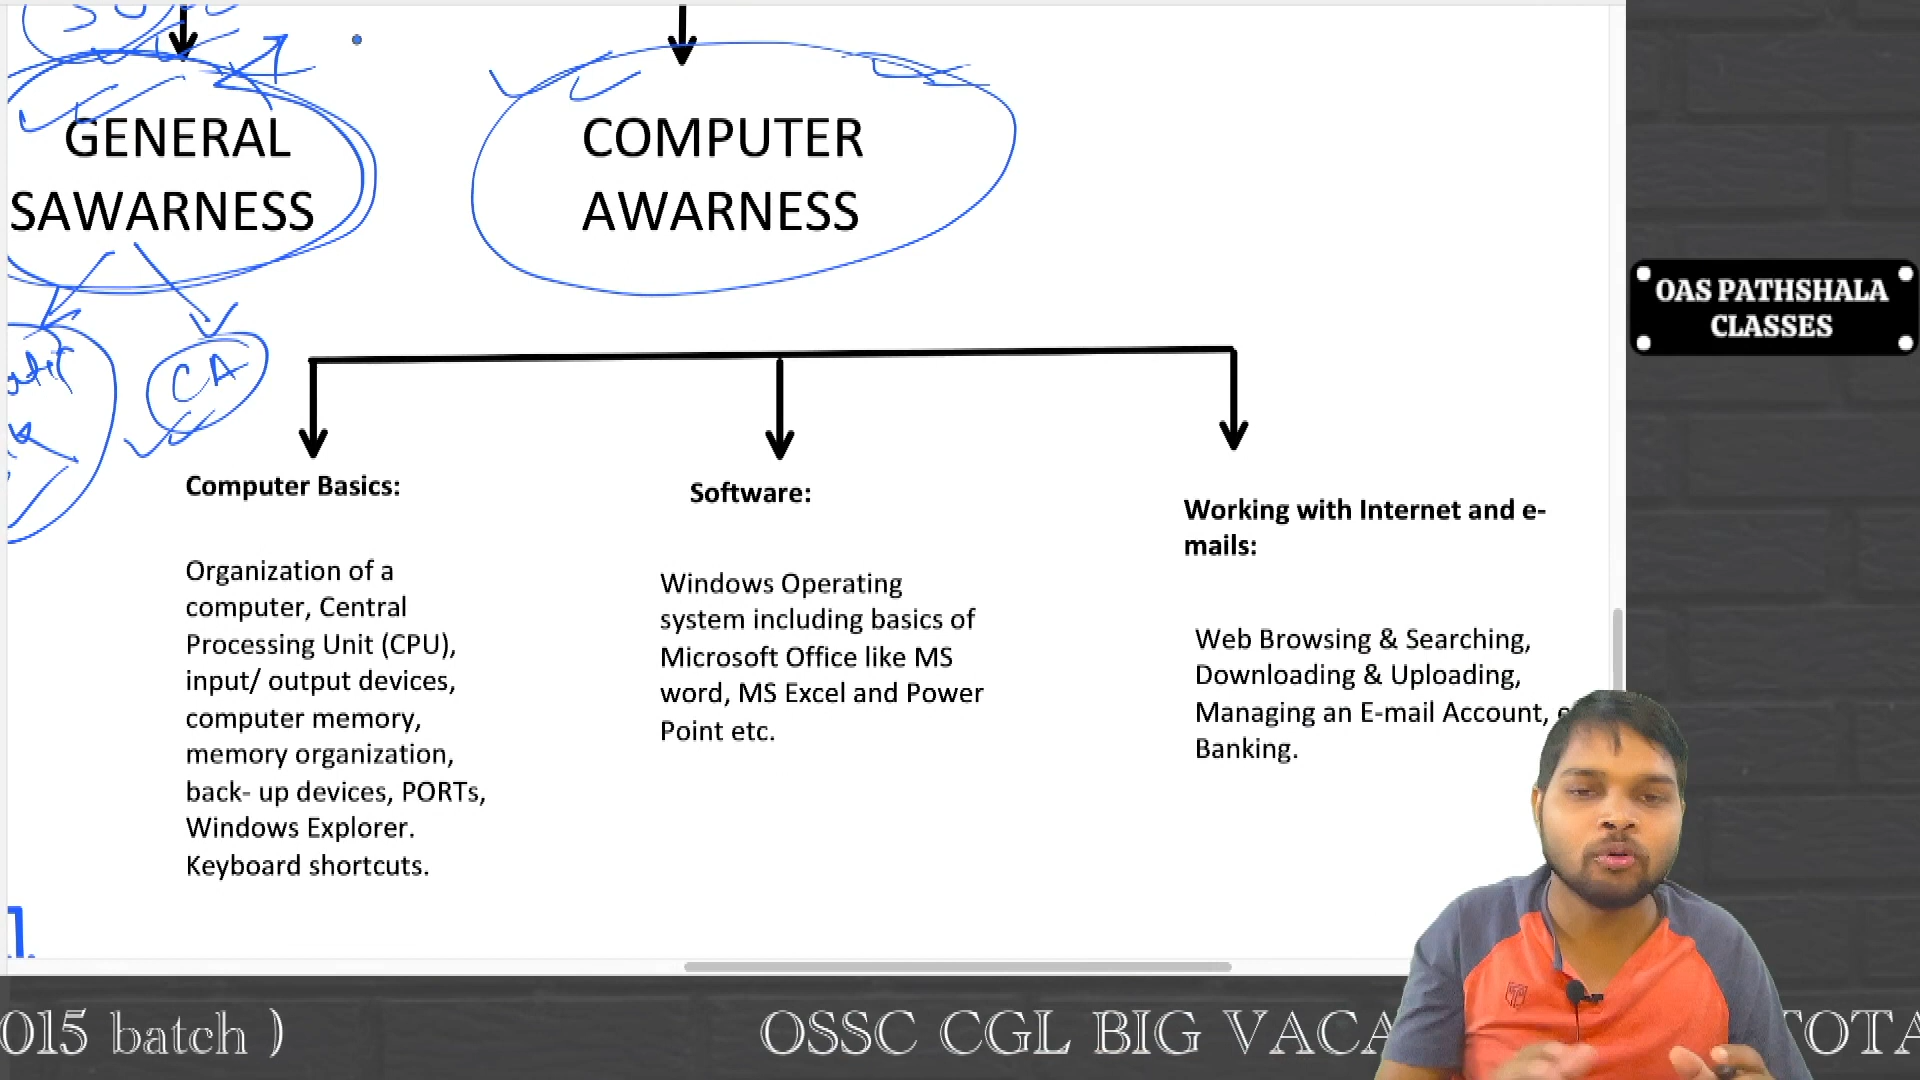 GENERAL
SAWARNESS
COMPUTER
AWARNESS
CA
OAS PATHSHALA
CLASSES
Computer Basics:
Organization of a
computer, Central
Processing Unit (CPU),
input/ output devices,
computer memory,
memory organization,
back- up devices, PORTs,
Windows Explorer.
Keyboard shortcuts.
Software:
Windows Operating
system including basics of
Microsoft Office like MS
word, MS Excel and Power
Point etc.
Working with Internet and e-
mails:
Web Browsing & Searching,
Downloading & Uploading,
Managing an E-mail Account, e
Banking.
015 batch ) OSSC CGL BIG VACA TOTA